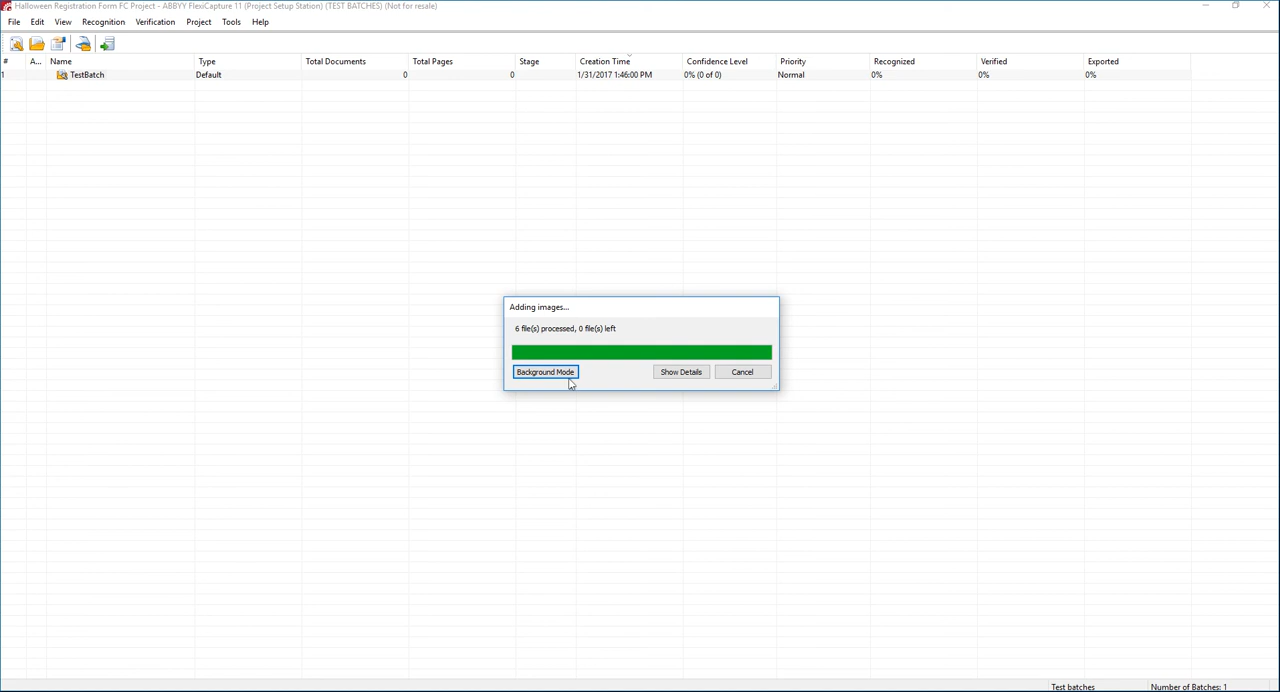 Halloween Registration Form FC Project - ABBYY FlexiCapture 11 (Project Setup Station) (TEST BATCHES) (Not for resale)
File Edit View Recognition Verification Project Tools Help
# A... Name Type Total Documents Total Pages Stage Creation Time Confidence Level Priority Recognized Verified Exported
1 TestBatch Default 0 0 1/31/2017 1:46:00 PM 0% (0 of 0) Normal 0% 0% 0%
Adding images...
6 file(s) processed, 0 file(s) left
Background Mode Show Details Cancel
Test batches Number of Batches: 1